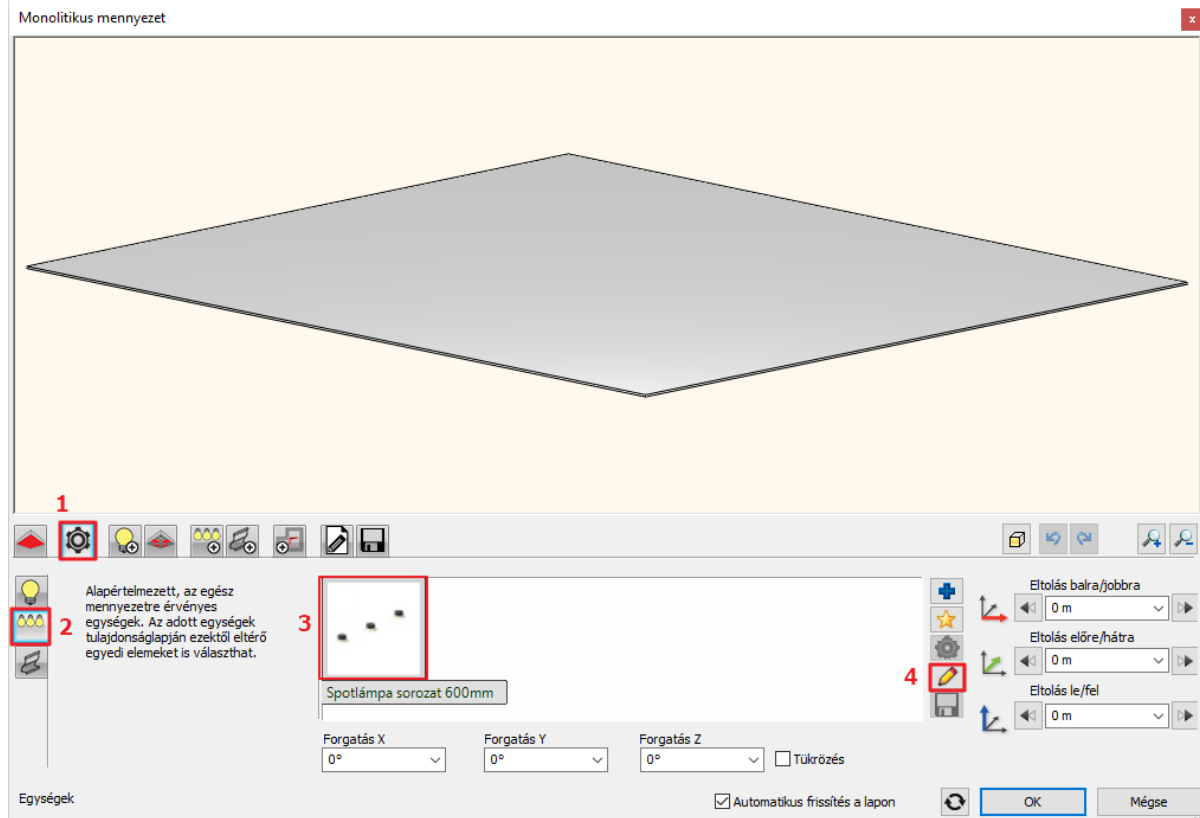 Monolitikus mennyezet
x
1
2
Alapértelmezett, az egész
mennyezetre érvényes
egységek. Az adott egységek
tulajdonságlapján ezektől eltérő
egyedi elemeket is választhat.
3
Spotlámpa sorozat 600mm
4
Eltolás balra/jobbra
0 m
Eltolás előre/hátra
0 m
Eltolás le/fel
0 m
Forgatás X
0°
Forgatás Y
0°
Forgatás Z
0°
Tükrözés
Egységek
Automatikus frissítés a lapon
OK
Mégse